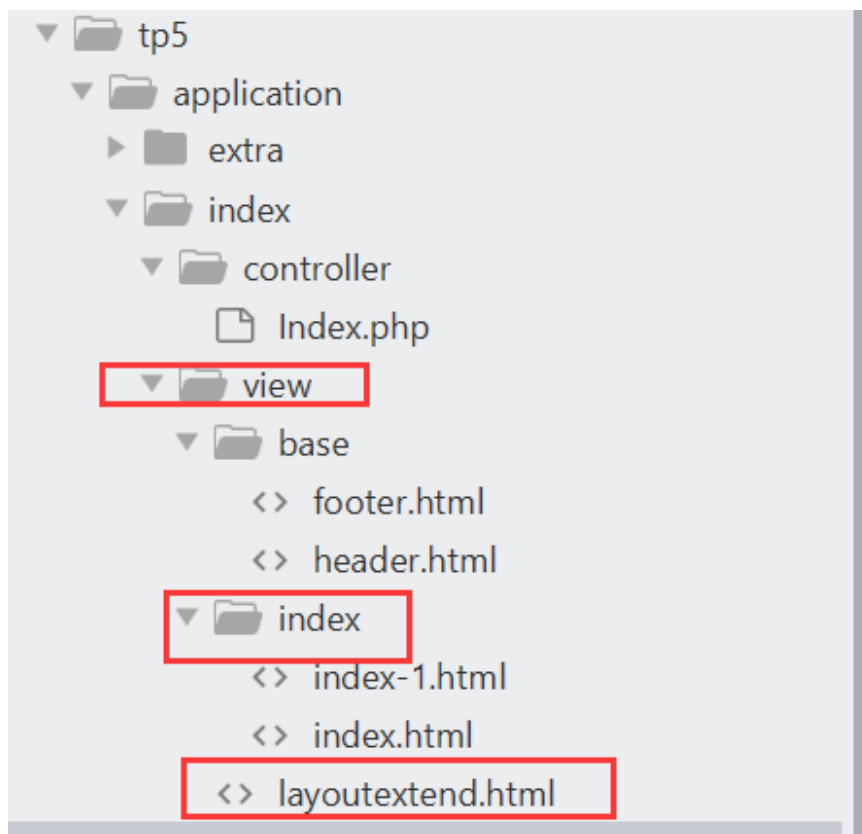 tp5
application
extra
index
controller
Index.php
view
base
footer.html
header.html
index
index-1.html
index.html
layoutextend.html